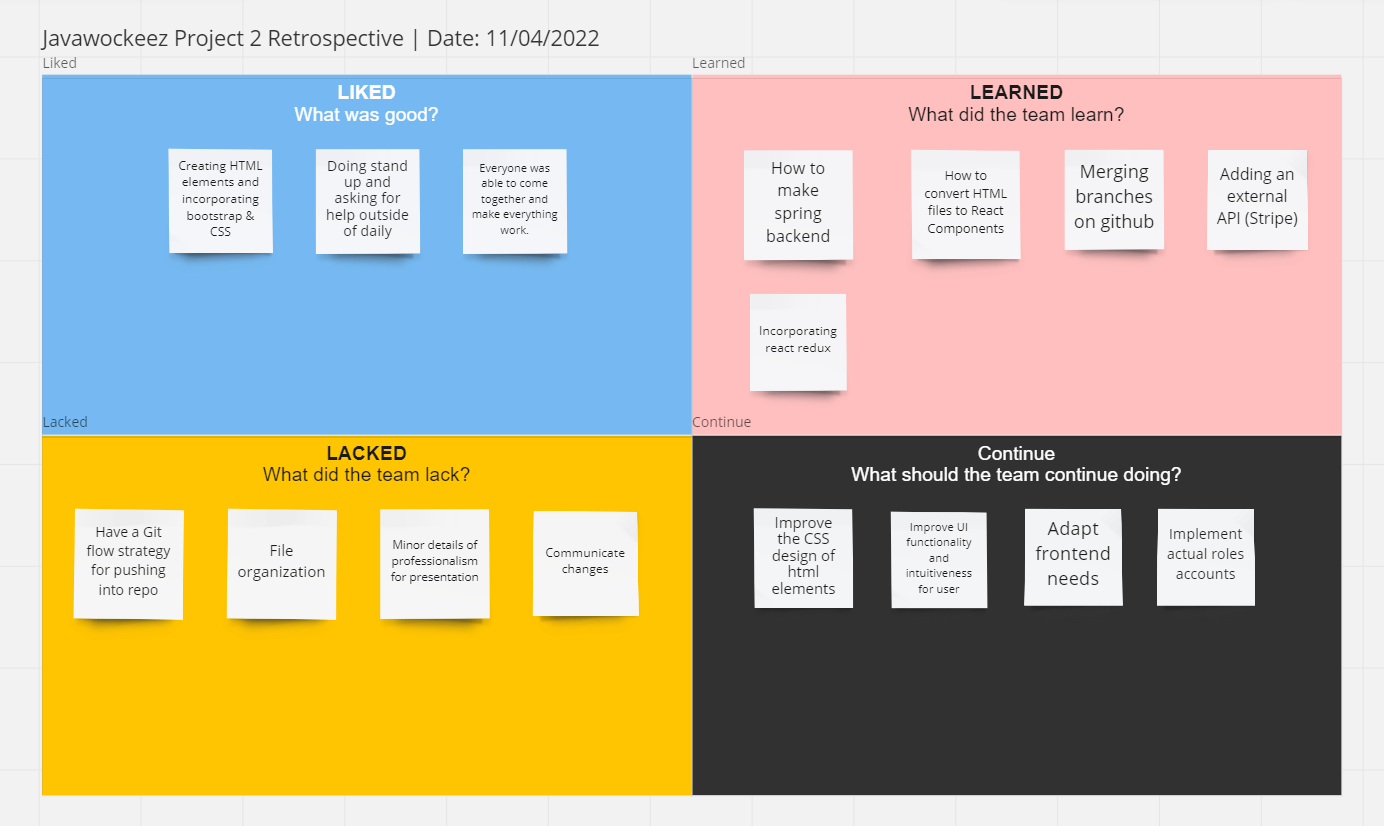 Javawockeez Project 2 Retrospective | Date: 11/04/2022
Liked
LIKED
What was good?
Creating HTML
elements and
incorporating
bootstrap &
CSS
Doing stand
up and
asking for
help outside
of daily
Everyone was
able to come
together and
make everything
work.
Learned
LEARNED
What did the team learn?
How to
make
spring
backend
How to
convert HTML
files to React
Components
Merging
branches
on github
Adding an
external
API (Stripe)
Incorporating
react redux
Lacked
LACKED
What did the team lack?
Have a Git
flow strategy
for pushing
into repo
File
organization
Minor details of
professionalism
for presentation
Communicate
changes
Continue
Continue
What should the team continue doing?
Improve
the CSS
design of
html
elements
Improve UI
functionality
and
intuitiveness
for user
Adapt
frontend
needs
Implement
actual roles
accounts